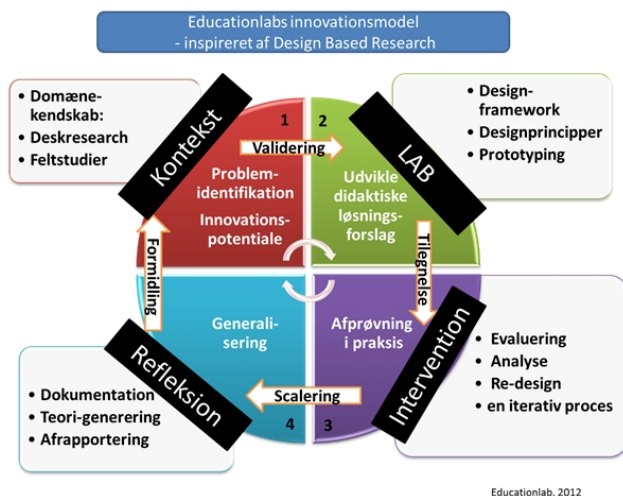 Educationlabs innovationsmodel
- inspireret af Design Based Research
• Domæne-
kendskab:
• Deskresearch
• Feltstudier
Kontekst
1
Validering
Problem-
identifikation
Innovations-
potentiale
2
LAB
Udvikle
didaktiske
løsnings-
forslag
• Design-
framework
• Designprincipper
• Prototyping
Tilegnelse
Intervention
Afprøvning
i praksis
3
• Evaluering
• Analyse
• Re-design
• en iterativ proces
Scalering
Generali-
sering
4
Refleksion
• Dokumentation
• Teori-generering
• Afrapportering
Formidling
Educationlab, 2012